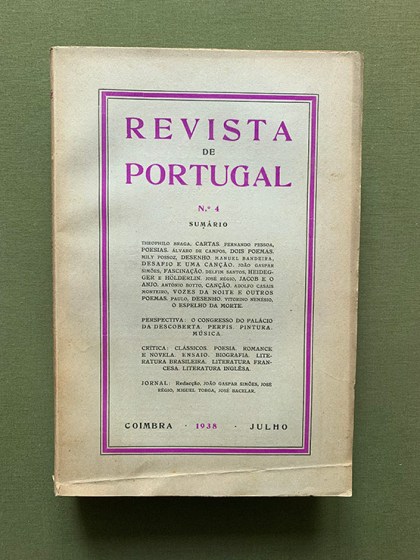 REVISTA
DE
PORTUGAL
N.º 4
SUMÁRIO
THEOPHILO BRAGA, CARTAS. FERNANDO PESSOA,
POESIAS. ÁLVARO DE CAMPOS, DOIS POEMAS.
MILY POSSOZ, DESENHO. MANUEL BANDEIRA,
DESAFIO E UMA CANÇÃO. JOÃO GASPAR
SIMÕES, FASCINAÇÃO. DELFIM SANTOS, HEIDEG-
GER E HÖLDERLIN. JOSÉ RÉGIO, JACOB E O
ANJO. ANTÓNIO BOTTO, CANÇÃO. ADOLFO CASAIS
MONTEIRO, VOZES DA NOITE E OUTROS
POEMAS. PAULO, DESENHO. VITORINO NEMÉSIO,
O ESPELHO DA MORTE.
PERSPECTIVA: O CONGRESSO DO PALÁCIO
DA DESCOBERTA. PERFIS. PINTURA.
MÚSICA.
CRÍTICA: CLÁSSICOS. POESIA. ROMANCE
E NOVELA. ENSAIO. BIOGRAFIA. LITE-
RATURA BRASILEIRA. LITERATURA FRAN-
CESA. LITERATURA INGLÊSA.
JORNAL: Redacção, JOÃO GASPAR SIMÕES, JOSÉ
RÉGIO, MIGUEL TORGA, JOSÉ BACELAR.
COIMBRA · 1938 · JULHO